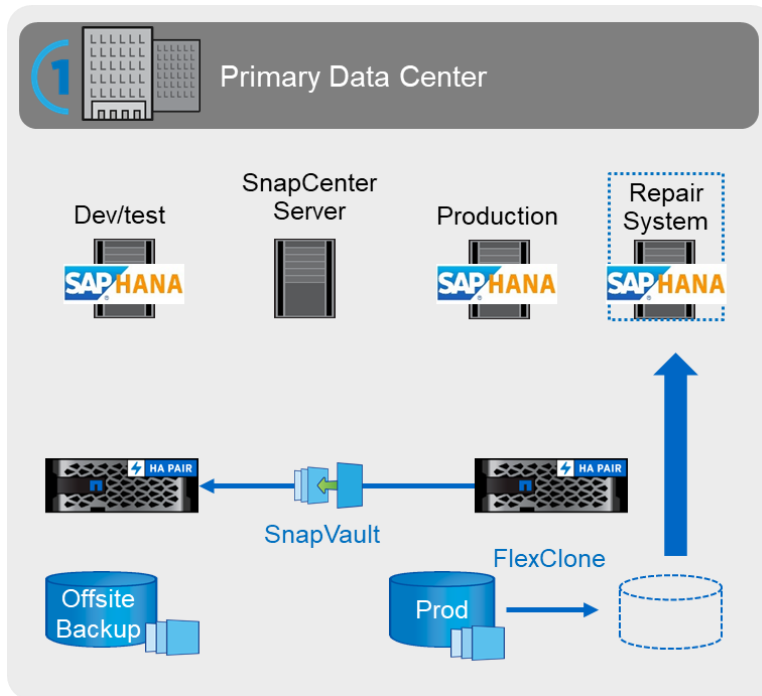 1
Primary Data Center
Dev/test
SnapCenter
Server
Production
Repair
System
SAP HANA
SAP HANA
SAP HANA
HA PAIR
HA PAIR
SnapVault
FlexClone
Offsite
Backup
Prod